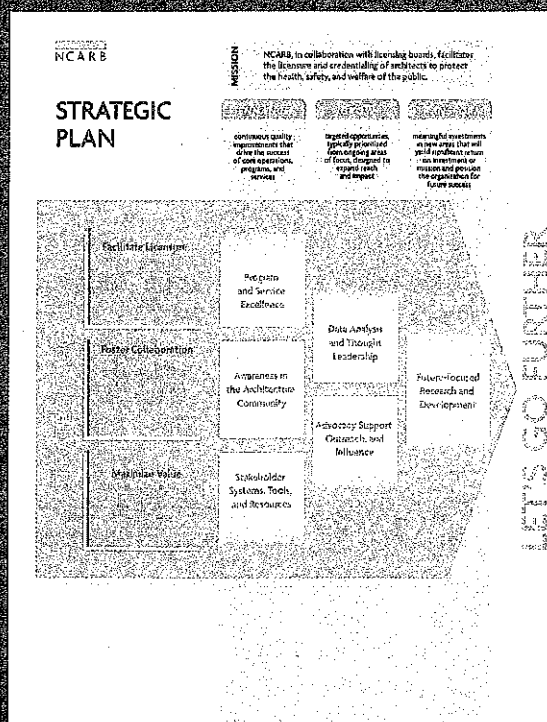 NCARB
MISSION
NCARB, in collaboration with licensing boards, facilitates
the licensure and credentialing of architects to protect
the health, safety, and welfare of the public.
STRATEGIC
PLAN
continuous quality
improvements that
drive the success
of core operations,
programs, and
services
targeted opportunities,
typically prioritized
from ongoing areas
of focus, designed to
expand reach
and impact
meaningful investments
in new areas that will
yield significant return
on investment or
mission and position
the organization for
future success
Facilitate Licensure
Foster Collaboration
Maximize Value
Program
and Service
Excellence
Awareness in
the Architecture
Community
Stakeholder
Systems, Tools,
and Resources
Data Analysis
and Thought
Leadership
Advocacy Support
Outreach, and
Influence
Future-Focused
Research and
Development
LET'S GO FURTHER